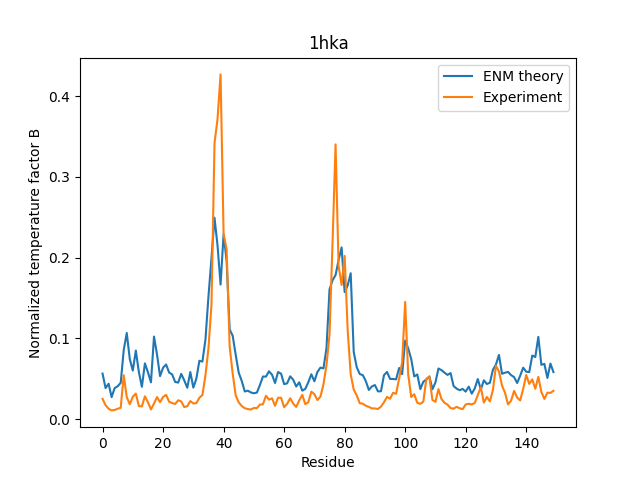 1hka
ENM theory
Experiment
Normalized temperature factor B
0.4
0.3
0.2
0.1
0.0
0 20 40 60 80 100 120 140
Residue